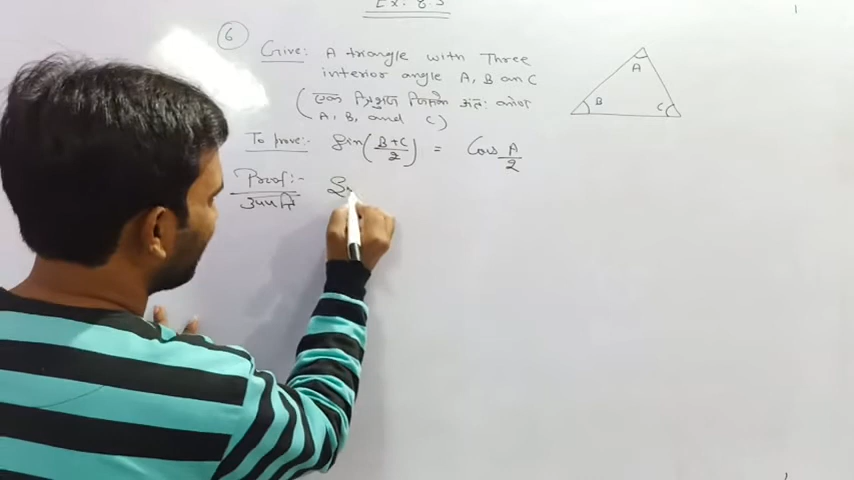 Ex: 8.3
6
Give: A triangle with Three
interior angle A, B an C
(एक त्रिभुज जिसके अंतः कोण
A, B, and C)
To prove:- Sin(B+C/2) = Cos A/2
Proof:-
उपपत्ति
A
B
C